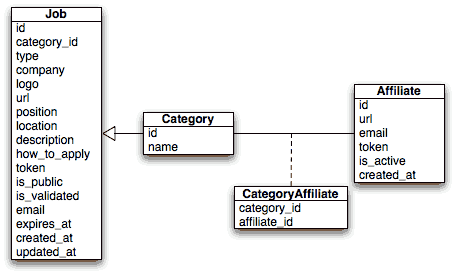 Job
id
category_id
type
company
logo
url
position
location
description
how_to_apply
token
is_public
is_validated
email
expires_at
created_at
updated_at
Category
id
name
Affiliate
id
url
email
token
is_active
created_at
CategoryAffiliate
category_id
affiliate_id